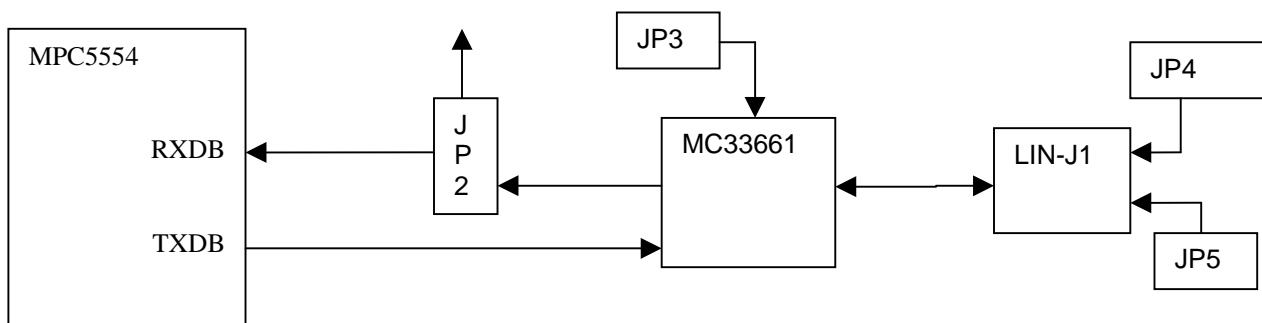 MPC5554
RXDB
TXDB
J
P
2
JP3
MC33661
LIN-J1
JP4
JP5